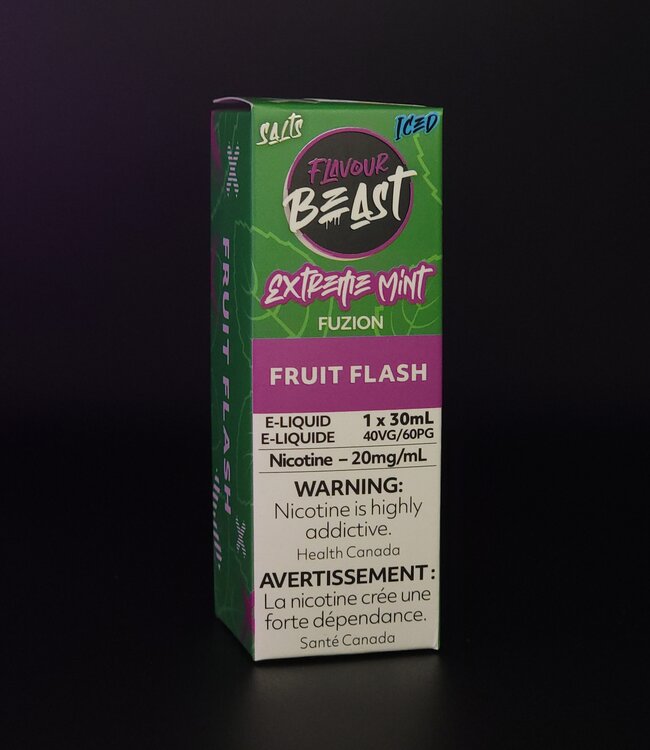 SALTS
ICED
FLAVOUR
BEAST
EXTREME MINT
FUZION
FRUIT FLASH
E-LIQUID 1 x 30mL
E-LIQUIDE 40VG/60PG
Nicotine – 20mg/mL
WARNING:
Nicotine is highly
addictive.
Health Canada
AVERTISSEMENT :
La nicotine crée une
forte dépendance.
Santé Canada
FRUIT FLASH